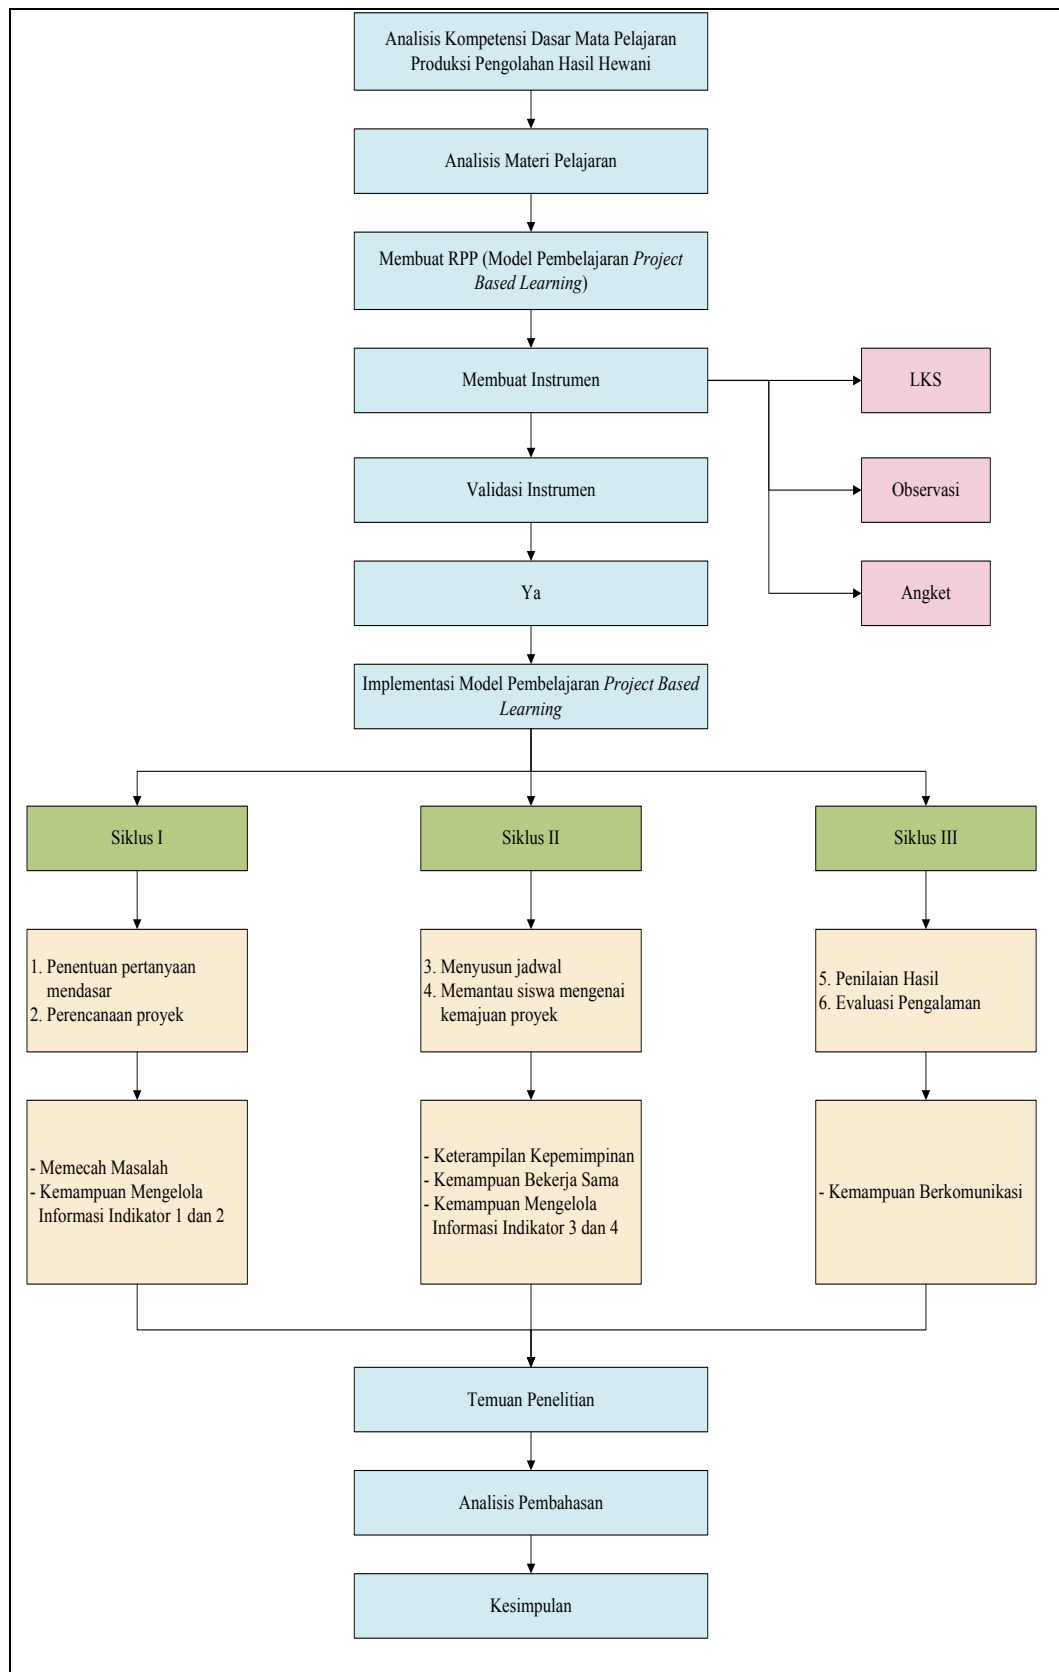 Analisis Kompetensi Dasar Mata Pelajaran
Produksi Pengolahan Hasil Hewani
Analisis Materi Pelajaran
Membuat RPP (Model Pembelajaran Project
Based Learning)
Membuat Instrumen
LKS
Validasi Instrumen
Observasi
Ya
Angket
Implementasi Model Pembelajaran Project Based
Learning
Siklus I
Siklus II
Siklus III
1. Penentuan pertanyaan
mendasar
2. Perencanaan proyek
3. Menyusun jadwal
4. Memantau siswa mengenai
kemajuan proyek
5. Penilaian Hasil
6. Evaluasi Pengalaman
- Memecah Masalah
- Kemampuan Mengelola
Informasi Indikator 1 dan 2
- Keterampilan Kepemimpinan
- Kemampuan Bekerja Sama
- Kemampuan Mengelola
Informasi Indikator 3 dan 4
- Kemampuan Berkomunikasi
Temuan Penelitian
Analisis Pembahasan
Kesimpulan